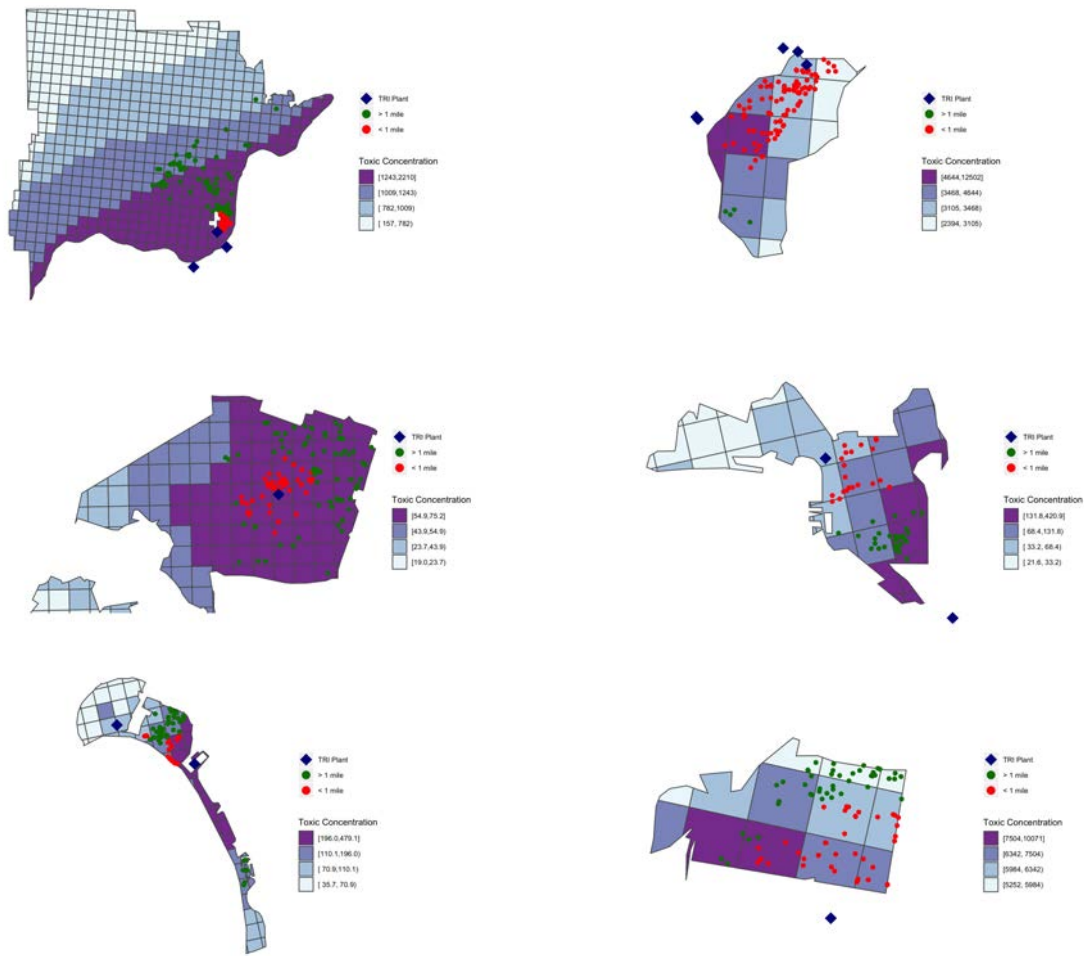 TRI Plant
> 1 mile
< 1 mile
Toxic Concentration
[1243,2210]
[1009,1243)
[ 782,1009)
[ 157, 782)
TRI Plant
> 1 mile
< 1 mile
Toxic Concentration
[4644,12502]
[3468, 4644)
[3105, 3468)
[2394, 3105)
TRI Plant
> 1 mile
< 1 mile
Toxic Concentration
[54.9,75.2]
[43.9,54.9)
[23.7,43.9)
[19.0,23.7)
TRI Plant
> 1 mile
< 1 mile
Toxic Concentration
[131.8,420.9]
[ 68.4,131.8)
[ 33.2, 68.4)
[ 21.6, 33.2)
TRI Plant
> 1 mile
< 1 mile
Toxic Concentration
[196.0,479.1]
[110.1,196.0)
[ 70.9,110.1)
[ 35.7, 70.9)
TRI Plant
> 1 mile
< 1 mile
Toxic Concentration
[7504,10071]
[6342, 7504)
[5984, 6342)
[5252, 5984)